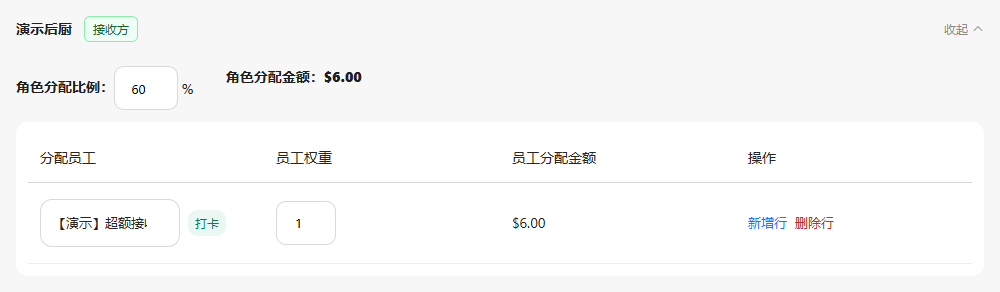 演示后厨 接收方 收起
角色分配比例： 60 % 角色分配金额：$6.00
分配员工 员工权重 员工分配金额 操作
【演示】超额接 打卡 1 $6.00 新增行 删除行